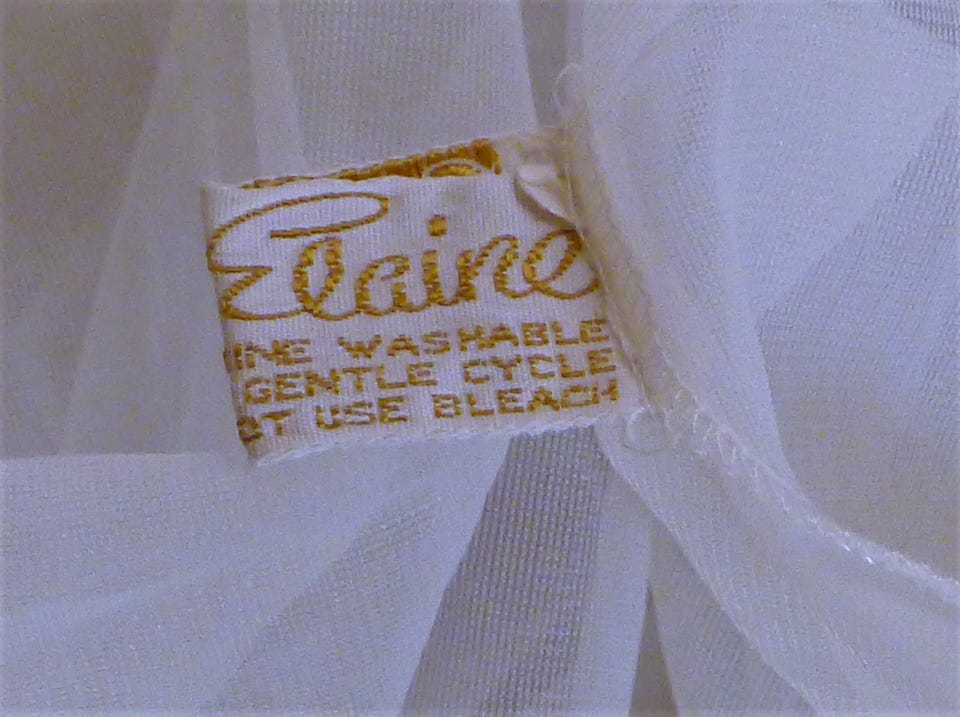 Elaine
INE WASHABLE
GENTLE CYCLE
OT USE BLEACH